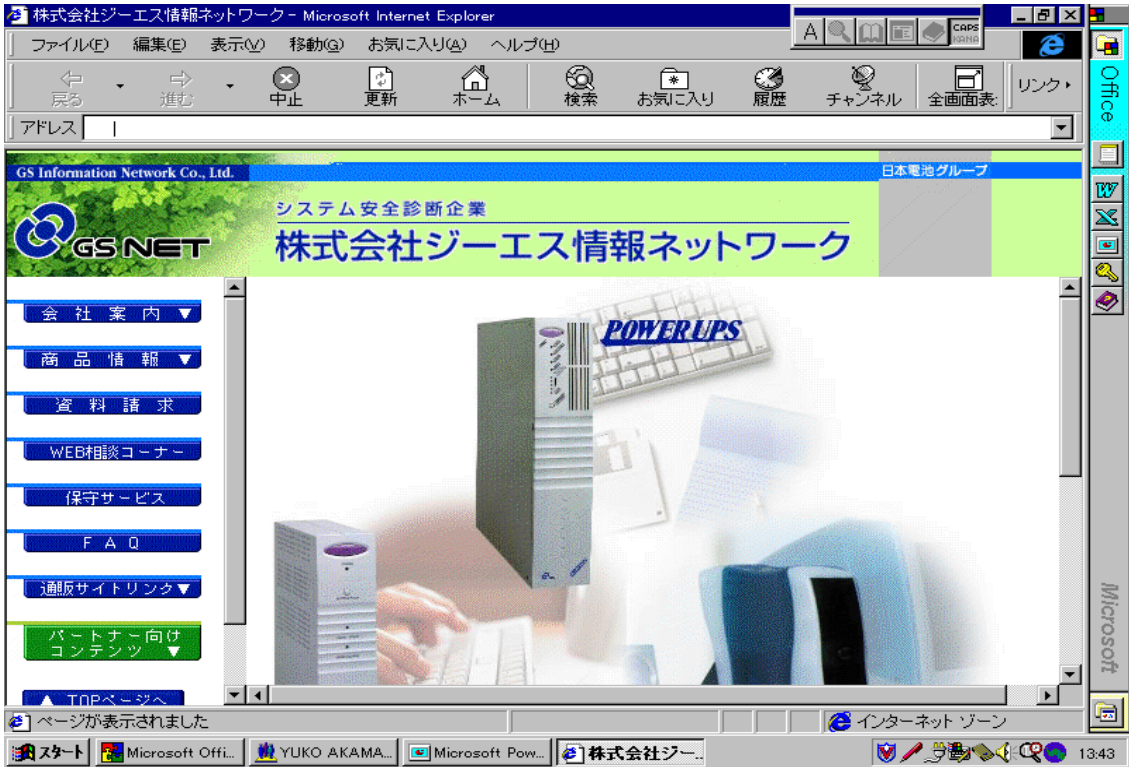 株式会社ジーエス情報ネットワーク - Microsoft Internet Explorer
A
CAPS
KANA
ファイル(F) 編集(E) 表示(V) 移動(G) お気に入り(A) ヘルプ(H)
戻る 進む 中止 更新 ホーム 検索 お気に入り 履歴 チャンネル 全画面表: リンク
アドレス
Office
GS Information Network Co., Ltd.
日本電池グループ
GS NET
システム安全診断企業
株式会社ジーエス情報ネットワーク
会社案内▼
商品情報▼
資料請求
WEB相談コーナー
保守サービス
FAQ
通販サイトリンク▼
パートナー向け
コンテンツ ▼
▲ TOPページへ
POWER UPS
Microsoft
ページが表示されました
インターネット ゾーン
スタート Microsoft Offi... YUKO AKAMA... Microsoft Pow... 株式会社ジー... 13:43